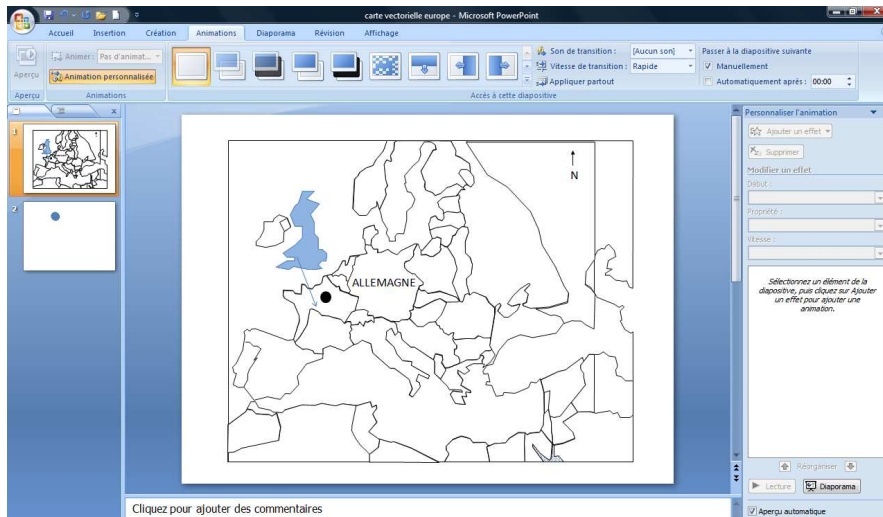 carte vectorielle europe - Microsoft PowerPoint
Accueil Insertion Création Animations Diaporama Révision Affichage
Aperçu
Aperçu
Animer : Pas d'animat...
Animation personnalisée
Animations
Son de transition : [Aucun son]
Vitesse de transition : Rapide
Appliquer partout
Accès à cette diapositive
Passer à la diapositive suivante
Manuellement
Automatiquement après : 00:00
1
2
N
ALLEMAGNE
Cliquez pour ajouter des commentaires
Personnaliser l'animation
Ajouter un effet
Supprimer
Modifier un effet
Début :
Propriété :
Vitesse :
Sélectionnez un élément de la
diapositive, puis cliquez sur Ajouter
un effet pour ajouter une
animation.
Réorganiser
Lecture
Diaporama
Aperçu automatique